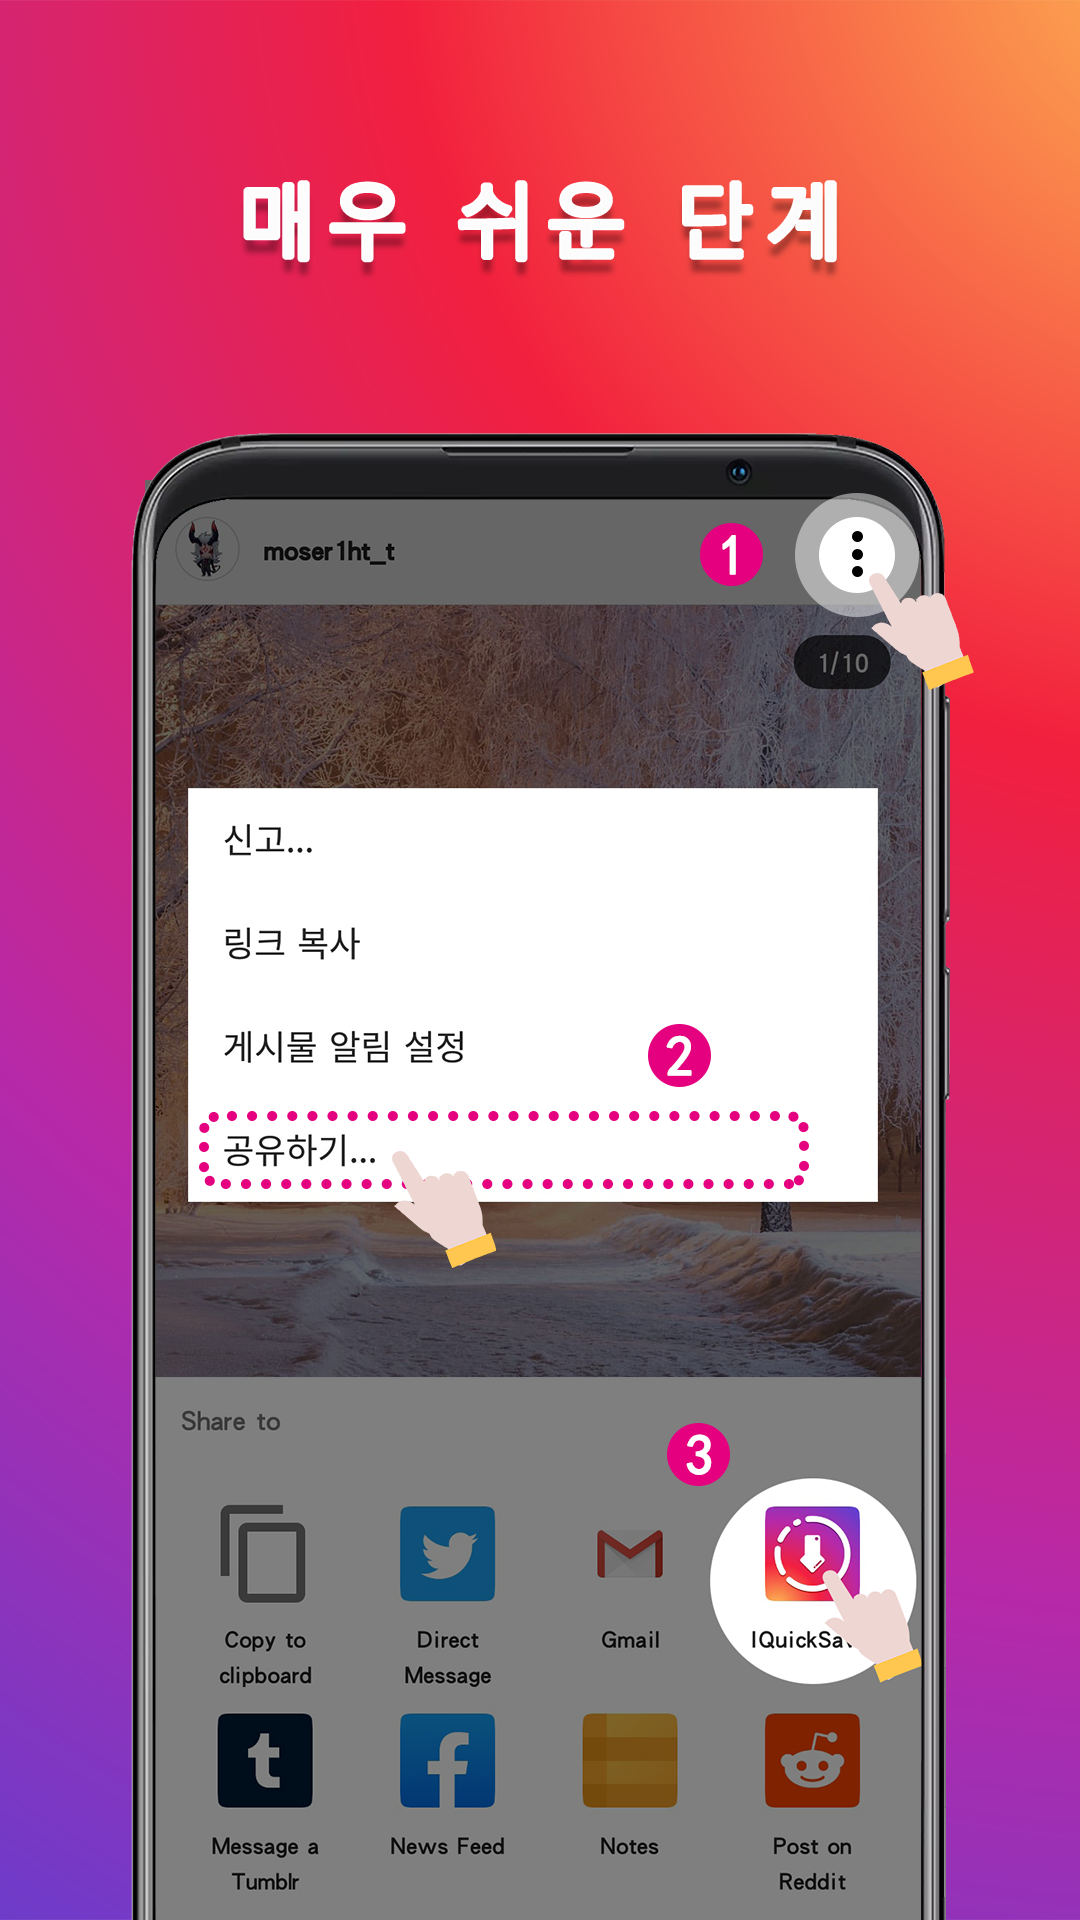 매우 쉬운 단계
moser1ht_t
1
1/10
신고...
링크 복사
게시물 알림 설정
2
공유하기...
Share to
3
Copy to
clipboard
Direct
Message
Gmail
Message a
Tumblr
News Feed
Notes
Post on
Reddit